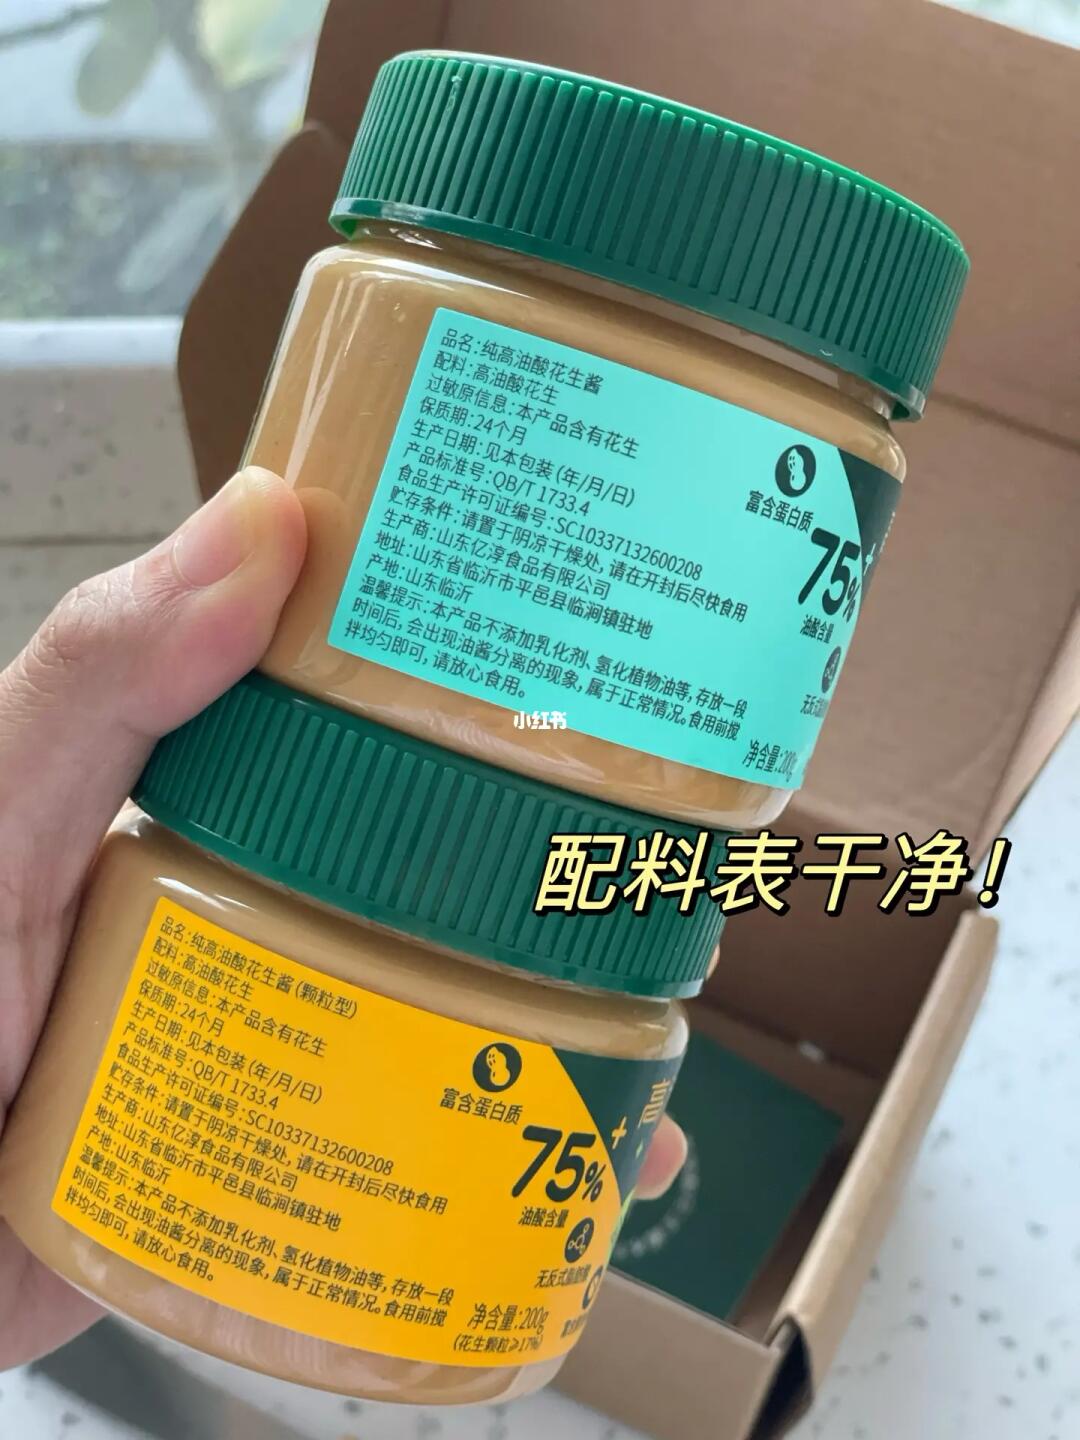 品名:纯高油酸花生酱
配料:高油酸花生
过敏原信息:本产品含有花生
保质期:24个月
生产日期:见本包装(年/月/日)
产品标准号:QB/T 1733.4
食品生产许可证编号:SC10337132600208
贮存条件:请置于阴凉干燥处,请在开封后尽快食用
生产商:山东亿淳食品有限公司
地址:山东省临沂市平邑县临涧镇驻地
产地:山东临沂
温馨提示:本产品不添加乳化剂、氢化植物油等,存放一段
时间后,会出现油酱分离的现象,属于正常情况。食用前搅
拌均匀即可,请放心食用。
富含蛋白质
75%
油酸含量
无反式脂肪
净含量:200g
小红书
配料表干净!
品名:纯高油酸花生酱(颗粒型)
配料:高油酸花生
过敏原信息:本产品含有花生
保质期:24个月
生产日期:见本包装(年/月/日)
产品标准号:QB/T 1733.4
食品生产许可证编号:SC10337132600208
贮存条件:请置于阴凉干燥处,请在开封后尽快食用
生产商:山东亿淳食品有限公司
地址:山东省临沂市平邑县临涧镇驻地
产地:山东临沂
温馨提示:本产品不添加乳化剂、氢化植物油等,存放一段
时间后,会出现油酱分离的现象,属于正常情况。食用前搅
拌均匀即可,请放心食用。
富含蛋白质
75%
油酸含量
无反式脂肪酸
净含量:200g
(花生颗粒≥17%)
高